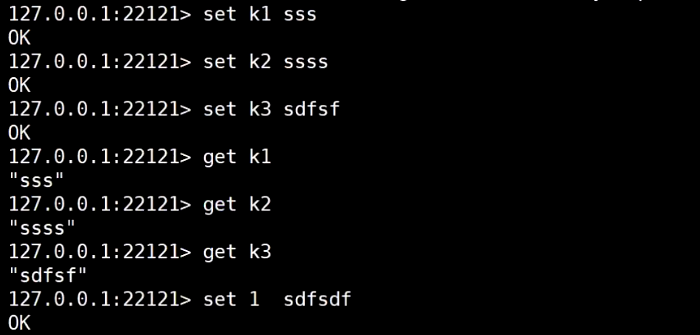 127.0.0.1:22121> set k1 sss
OK
127.0.0.1:22121> set k2 ssss
OK
127.0.0.1:22121> set k3 sdfsf
OK
127.0.0.1:22121> get k1
"sss"
127.0.0.1:22121> get k2
"ssss"
127.0.0.1:22121> get k3
"sdfsf"
127.0.0.1:22121> set 1  sdfsdf
OK